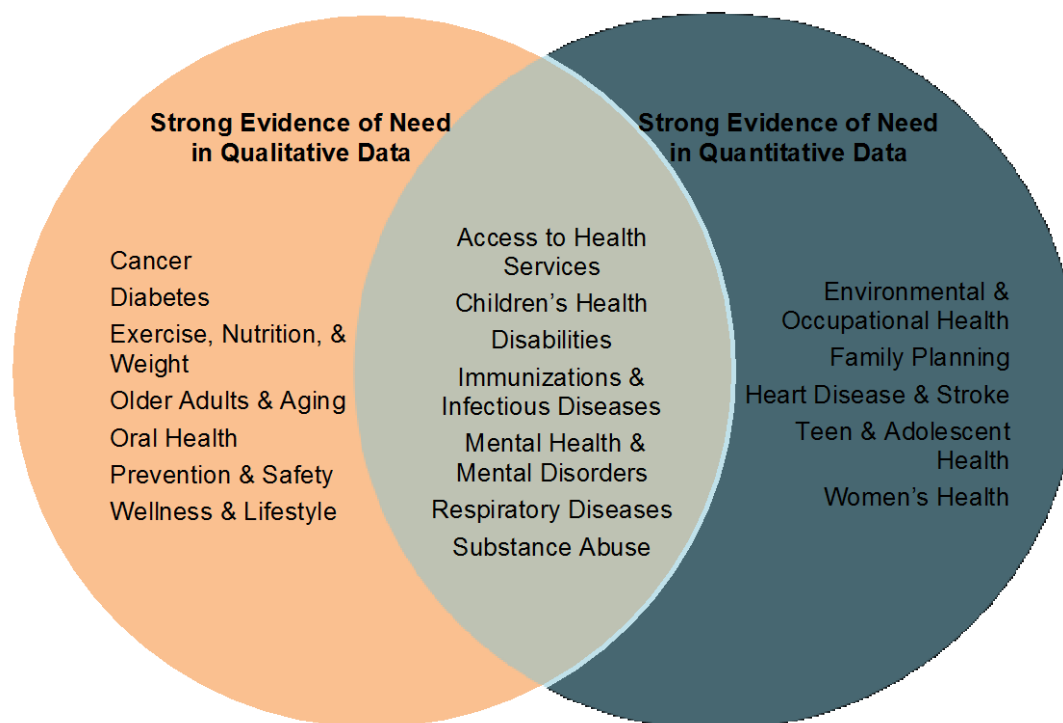 Strong Evidence of Need
in Qualitative Data
Cancer
Diabetes
Exercise, Nutrition, &
Weight
Older Adults & Aging
Oral Health
Prevention & Safety
Wellness & Lifestyle
Access to Health
Services
Children’s Health
Disabilities
Immunizations &
Infectious Diseases
Mental Health &
Mental Disorders
Respiratory Diseases
Substance Abuse
Strong Evidence of Need
in Quantitative Data
Environmental &
Occupational Health
Family Planning
Heart Disease & Stroke
Teen & Adolescent
Health
Women’s Health